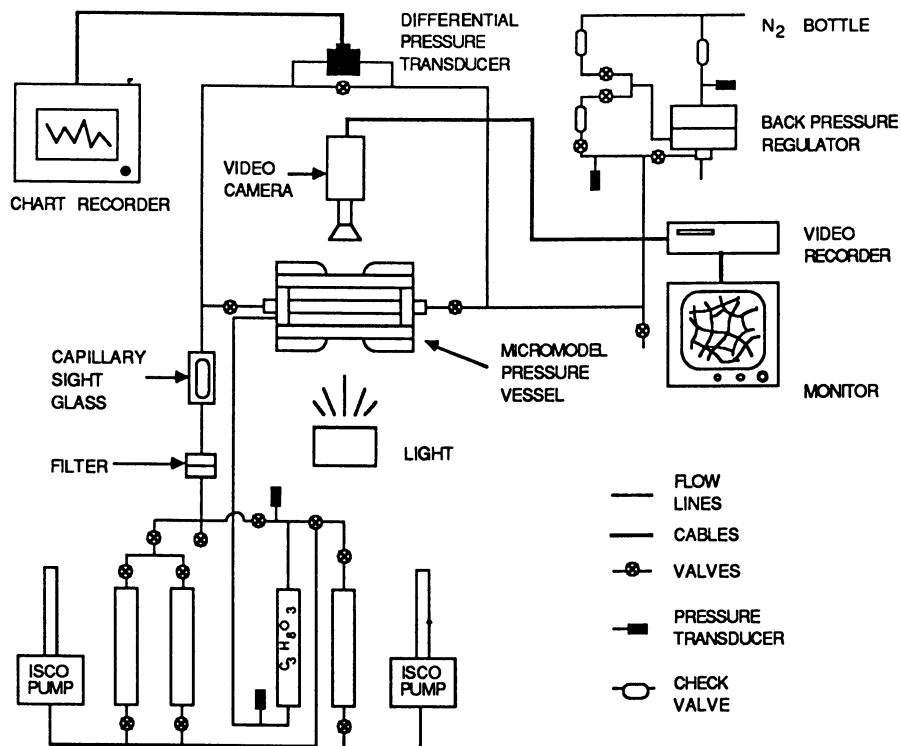 DIFFERENTIAL
PRESSURE
TRANSDUCER
N₂ BOTTLE
BACK PRESSURE
REGULATOR
VIDEO
CAMERA
CHART RECORDER
VIDEO
RECORDER
CAPILLARY
SIGHT
GLASS
MICROMODEL
PRESSURE
VESSEL
MONITOR
FILTER
LIGHT
FLOW
LINES
CABLES
VALVES
PRESSURE
TRANSDUCER
CHECK
VALVE
C₃H₈O₃
ISCO
PUMP
ISCO
PUMP